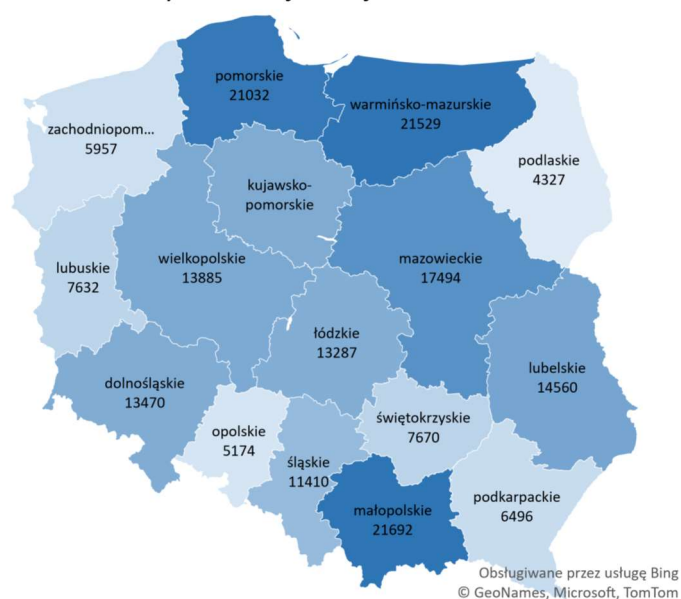 pomorskie
21032
warmińsko-mazurskie
21529
zachodniopom...
5957
podlaskie
4327
kujawsko-
pomorskie
lubuskie
7632
wielkopolskie
13885
mazowieckie
17494
łódzkie
13287
dolnośląskie
13470
lubelskie
14560
opolskie
5174
świętokrzyskie
7670
śląskie
11410
małopolskie
21692
podkarpackie
6496
Obsługiwane przez usługę Bing
© GeoNames, Microsoft, TomTom